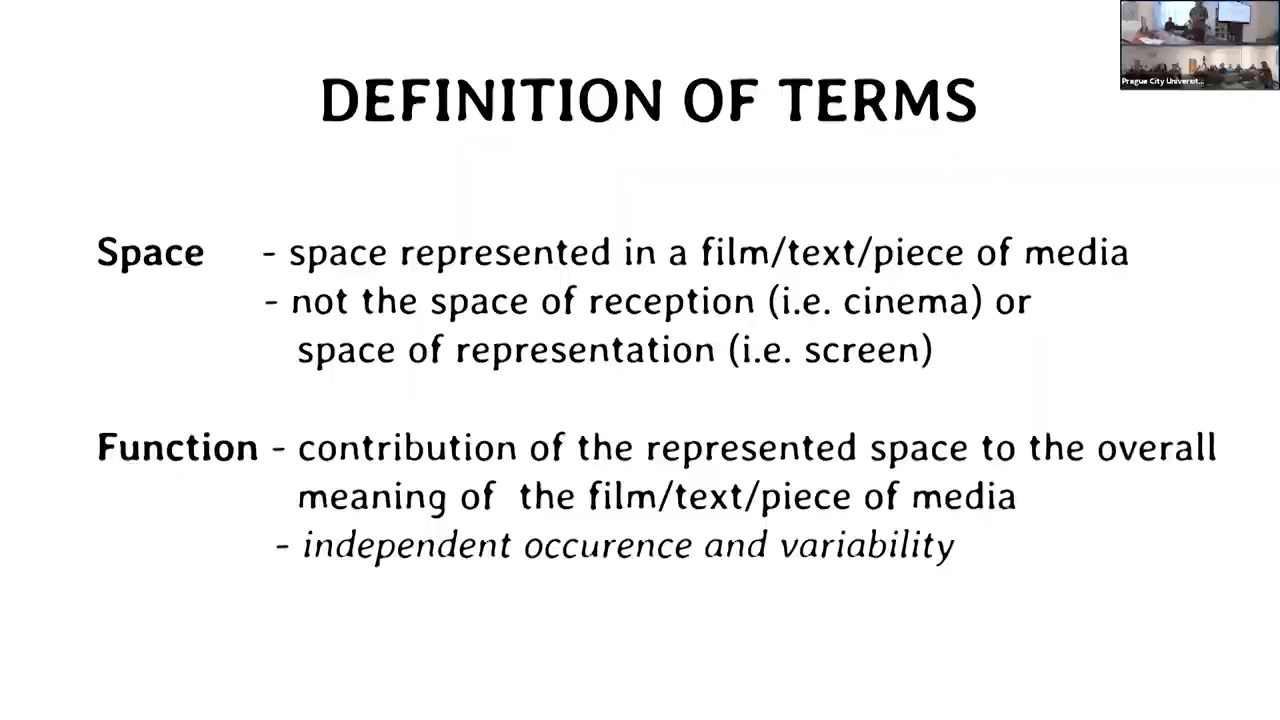 DEFINITION OF TERMS
Prague City Universit...
Space - space represented in a film/text/piece of media
- not the space of reception (i.e. cinema) or
space of representation (i.e. screen)
Function - contribution of the represented space to the overall
meaning of the film/text/piece of media
- independent occurence and variability